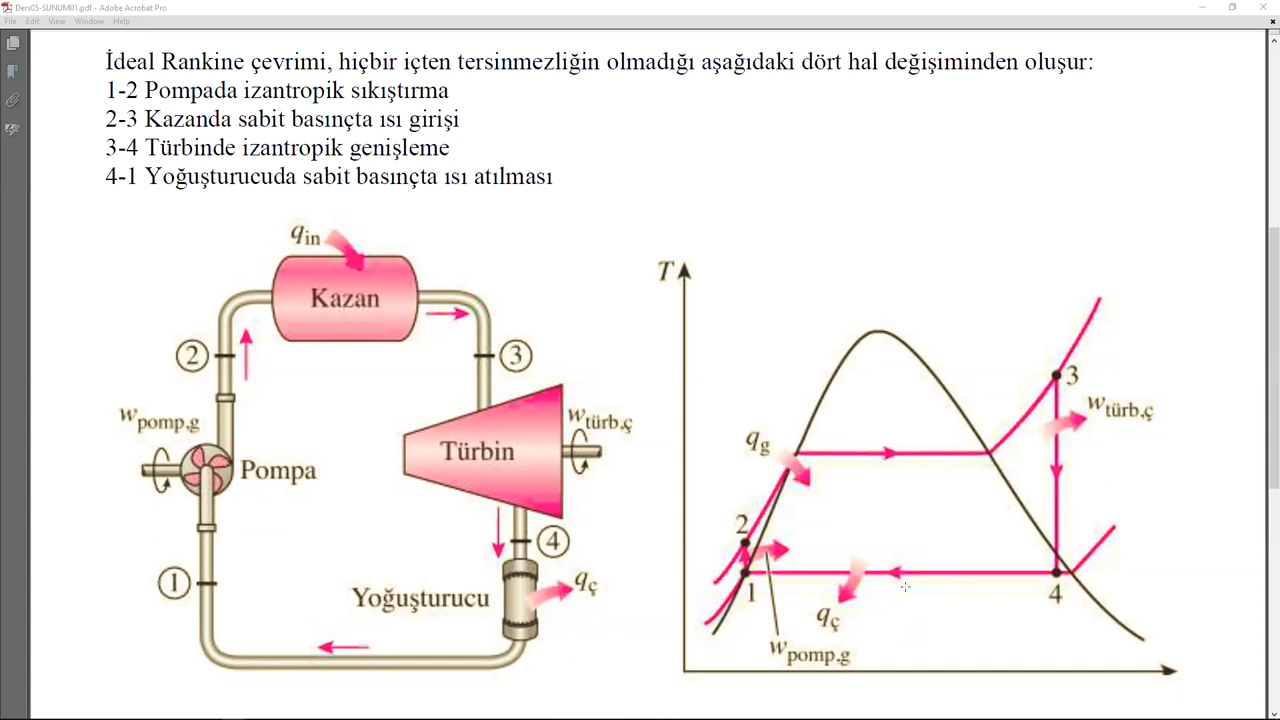 Ders05-SUNUM01.pdf - Adobe Acrobat Pro
File Edit View Window Help
İdeal Rankine çevrimi, hiçbir içten tersinmezliğin olmadığı aşağıdaki dört hal değişiminden oluşur:
1-2 Pompada izantropik sıkıştırma
2-3 Kazanda sabit basınçta ısı girişi
3-4 Türbinde izantropik genişleme
4-1 Yoğuşturucuda sabit basınçta ısı atılması
qin
Kazan
2
3
wpomp,g
Pompa
Türbin
wtürb,ç
4
1
Yoğuşturucu
qç
T
3
wtürb,ç
qg
2
1
4
qç
wpomp,g